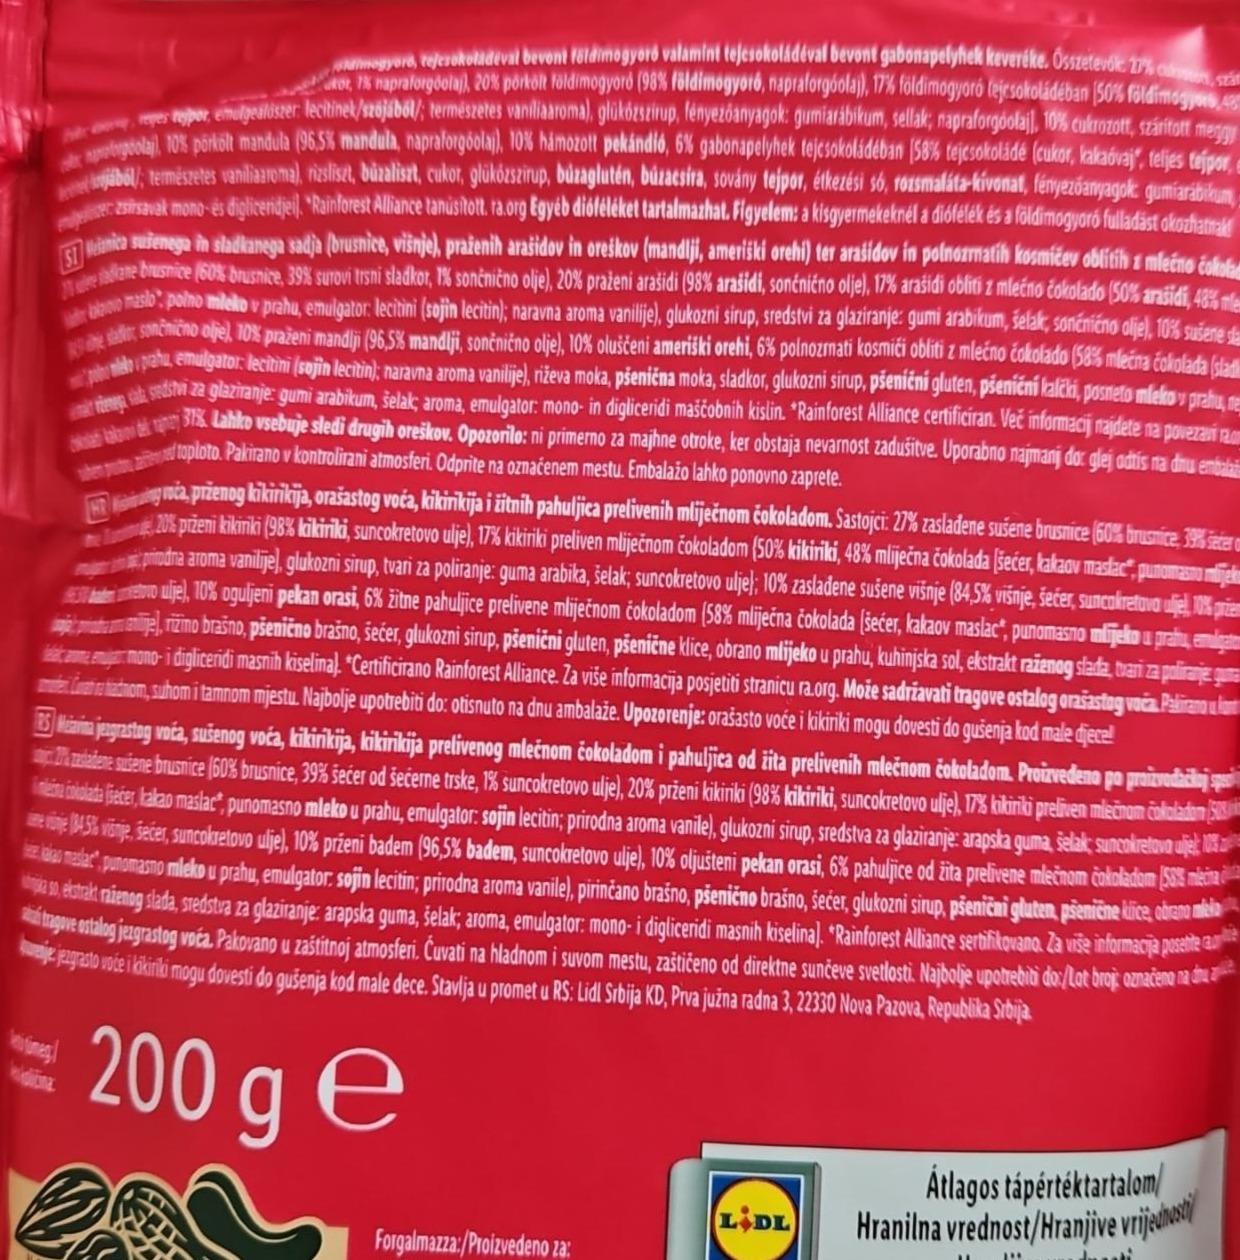 tejcsokoládéval bevont földimogyoró valamint tejcsokoládéval bevont gabonapelyhek keveréke. Összetevők: 27%
7% napraforgóolaj), 20% pörkölt földimogyoró (98% földimogyoró, napraforgóolaj), 17% földimogyoró tejcsokoládéban [50% földimogyoró, 48%
emulgeálószer: lecitinek/szójából/; természetes vaníliaaroma), glükózszirup, fényezőanyagok: gumiarábikum, sellak; napraforgóolaj], 10% cukrozott, szárított meggy
10% pörkölt mandula (96,5% mandula, napraforgóolaj), 10% hámozott pekándió, 6% gabonapelyhek tejcsokoládéban [58% tejcsokoládé (cukor, kakaóvaj*, teljes tejpor,
természetes vaníliaaroma), rizsliszt, búzaliszt, cukor, glükózszirup, búzaglutén, búzacsíra, sovány tejpor, étkezési só, rozsmaláta-kivonat, fényezőanyagok: gumiarábikum,
zsírsavak mono- és digliceridjei]. *Rainforest Alliance tanúsított. ra.org Egyéb dióféléket tartalmazhat. Figyelem: a kisgyermekeknél a diófélék és a földimogyoró fulladást okozhatnak!
SI Mešanica sušenega in sladkanega sadja (brusnice, višnje), praženih arašidov in oreškov (mandlji, ameriški orehi) ter arašidov in polnozrnatih kosmičev oblitih z mlečno čokolado
brusnice (60% brusnice, 39% surovi trsni sladkor, 1% sončnično olje), 20% praženi arašidi (98% arašidi, sončnično olje), 17% arašidi obliti z mlečno čokolado (50% arašidi, 48%
maslo*, polno mleko v prahu, emulgator: lecitini (sojin lecitin); naravna aroma vanilije), glukozni sirup, sredstvi za glaziranje: gumi arabikum, šelak; sončnično olje), 10% sušene
sončnično olje), 10% praženi mandlji (96,5% mandlji, sončnično olje), 10% oluščeni ameriški orehi, 6% polnozrnati kosmiči obliti z mlečno čokolado (58% mlečna čokolada
mleko v prahu, emulgator: lecitini (sojin lecitin); naravna aroma vanilije), riževa moka, pšenična moka, sladkor, glukozni sirup, pšenični gluten, pšenični kalčki, posneto mleko v prahu,
sredstvi za glaziranje: gumi arabikum, šelak; aroma, emulgator: mono- in digliceridi maščobnih kislin. *Rainforest Alliance certificiran. Več informacij najdete na povezavi
31%. Lahko vsebuje sledi drugih oreškov. Opozorilo: ni primerno za majhne otroke, ker obstaja nevarnost zadušitve. Uporabno najmanj do: glej odtis na dnu embalaže
toploto. Pakirano v kontrolirani atmosferi. Odprite na označenem mestu. Embalažo lahko ponovno zaprete.
HR voća, prženog kikirikija, orašastog voća, kikirikija i žitnih pahuljica prelivenih mliječnom čokoladom. Sastojci: 27% zaslađene sušene brusnice (60% brusnice, 39% šećer
20% prženi kikiriki (98% kikiriki, suncokretovo ulje), 17% kikiriki preliven mliječnom čokoladom (50% kikiriki, 48% mliječna čokolada [šećer, kakaov maslac*, punomasno
prirodna aroma vanilije], glukozni sirup, tvari za poliranje: guma arabika, šelak; suncokretovo ulje); 10% zaslađene sušene višnje (84,5% višnje, šećer, suncokretovo ulje), 10%
ulje), 10% oguljeni pekan orasi, 6% žitne pahuljice prelivene mliječnom čokoladom (58% mliječna čokolada [šećer, kakaov maslac*, punomasno mlijeko u prahu,
rižino brašno, pšenično brašno, šećer, glukozni sirup, pšenični gluten, pšenične klice, obrano mlijeko u prahu, kuhinjska sol, ekstrakt raženog slada, tvari za poliranje:
mono- i digliceridi masnih kiselina]. *Certificirano Rainforest Alliance. Za više informacija posjetiti stranicu ra.org. Može sadržavati tragove ostalog orašastog voća. Pakirano u
hladnom, suhom i tamnom mjestu. Najbolje upotrebiti do: otisnuto na dnu ambalaže. Upozorenje: orašasto voće i kikiriki mogu dovesti do gušenja kod male djece!
RS Mešavina jezgrastog voća, sušenog voća, kikirikija, kikirikija prelivenog mlečnom čokoladom i pahuljica od žita prelivenih mlečnom čokoladom. Proizvedeno po proizvođačkoj
27% zaslađene sušene brusnice (60% brusnice, 39% šećer od šećerne trske, 1% suncokretovo ulje), 20% prženi kikiriki (98% kikiriki, suncokretovo ulje), 17% kikiriki preliven mlečnom čokoladom
čokolada (šećer, kakao maslac*, punomasno mleko u prahu, emulgator: sojin lecitin; prirodna aroma vanile), glukozni sirup, sredstva za glaziranje: arapska guma, šelak; suncokretovo ulje), 10%
višnje (84,5% višnje, šećer, suncokretovo ulje), 10% prženi badem (96,5% badem, suncokretovo ulje), 10% oljušteni pekan orasi, 6% pahuljice od žita prelivene mlečnom čokoladom (58% mlečna
kakao maslac*, punomasno mleko u prahu, emulgator: sojin lecitin; prirodna aroma vanile), pirinčano brašno, pšenično brašno, šećer, glukozni sirup, pšenični gluten, pšenične klice, obrano mleko
so, ekstrakt raženog slada, sredstva za glaziranje: arapska guma, šelak; aroma, emulgator: mono- i digliceridi masnih kiselina]. *Rainforest Alliance sertifikovano. Za više informacija posetite
tragove ostalog jezgrastog voća. Pakovano u zaštitnoj atmosferi. Čuvati na hladnom i suvom mestu, zaštićeno od direktne sunčeve svetlosti. Najbolje upotrebiti do:/Lot broj: označeno na dnu
jezgrasto voće i kikiriki mogu dovesti do gušenja kod male dece. Stavlja u promet u RS: Lidl Srbija KD, Prva južna radna 3, 22330 Nova Pazova, Republika Srbija.
200 g e
LIDL
Átlagos tápértéktartalom/
Hranilna vrednost/Hranjive vrijednosti/
Forgalmazza:/Proizvedeno za: